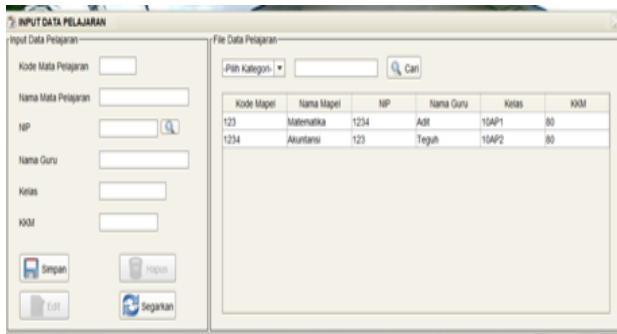 INPUT DATA PELAJARAN
Input Data Pelajaran
Kode Mata Pelajaran
Nama Mata Pelajaran
NIP
Nama Guru
Kelas
KKM
Simpan
Hapus
Edit
Segarkan
File Data Pelajaran
-Pilih Kategori-
Cari
Kode Mapel Nama Mapel NIP Nama Guru Kelas KKM
123 Matematika 1234 Adit 10AP1 80
1234 Akuntansi 123 Teguh 10AP2 80